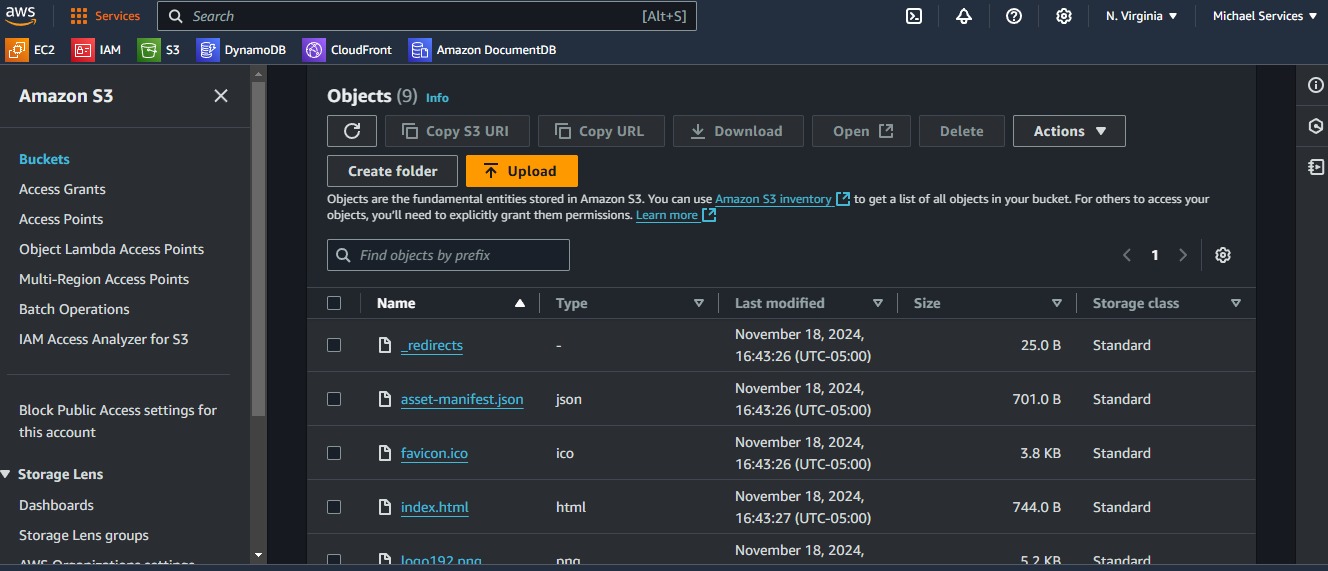 aws
Services
Search
[Alt+S]
N. Virginia
Michael Services
EC2
IAM
S3
DynamoDB
CloudFront
Amazon DocumentDB
Amazon S3
Buckets
Access Grants
Access Points
Object Lambda Access Points
Multi-Region Access Points
Batch Operations
IAM Access Analyzer for S3
Block Public Access settings for
this account
Storage Lens
Dashboards
Storage Lens groups
AWS Organizations settings
Objects (9) Info
Copy S3 URI
Copy URL
Download
Open
Delete
Actions
Create folder
Upload
Objects are the fundamental entities stored in Amazon S3. You can use Amazon S3 inventory to get a list of all objects in your bucket. For others to access your
objects, you'll need to explicitly grant them permissions. Learn more
Find objects by prefix
1
Name Type Last modified Size Storage class
November 18, 2024,
_redirects - 25.0 B Standard
16:43:26 (UTC-05:00)
November 18, 2024,
asset-manifest.json json 701.0 B Standard
16:43:26 (UTC-05:00)
November 18, 2024,
favicon.ico ico 3.8 KB Standard
16:43:26 (UTC-05:00)
November 18, 2024,
index.html html 744.0 B Standard
16:43:27 (UTC-05:00)
November 18, 2024,
logo192.png png 5.2 KB Standard